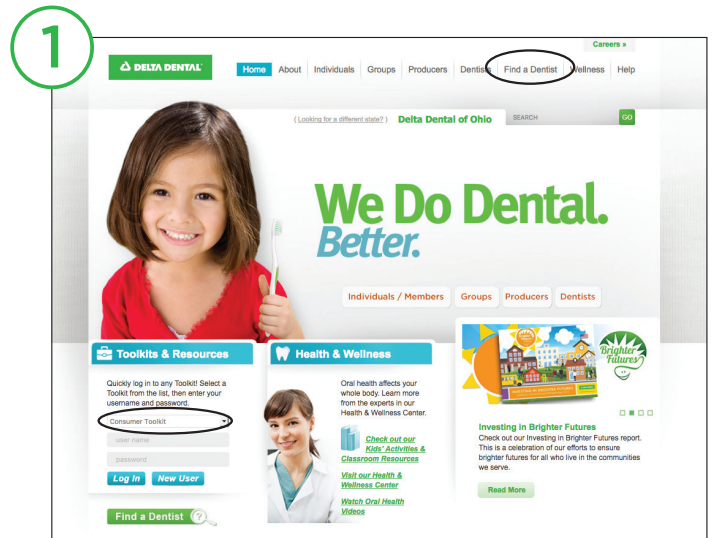 1
Careers »
DELTA DENTAL
Home About Individuals Groups Producers Dentists Find a Dentist Wellness Help
( Looking for a different state? ) Delta Dental of Ohio SEARCH GO
We Do Dental.
Better.
Individuals / Members Groups Producers Dentists
Toolkits & Resources
Quickly log in to any Toolkit! Select a
Toolkit from the list, then enter your
username and password.
Consumer Toolkit
user name
password
Log In New User
Find a Dentist ?
Health & Wellness
Oral health affects your
whole body. Learn more
from the experts in our
Health & Wellness Center.
Check out our
Kids' Activities &
Classroom Resources
Visit our Health &
Wellness Center
Watch Oral Health
Videos
Brighter
Futures
Investing in Brighter Futures
Check out our Investing in Brighter Futures report.
This is a celebration of our efforts to ensure
brighter futures for all who live in the communities
we serve.
Read More